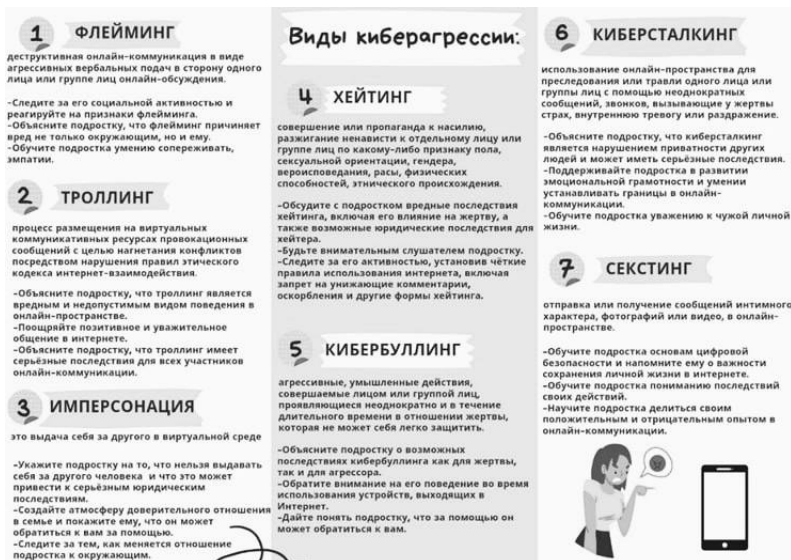 1 ФЛЕЙМИНГ
деструктивная онлайн-коммуникация в виде
агрессивных вербальных подач в сторону одного
лица или группе лиц онлайн-обсуждения.
-Следите за его социальной активностью и
реагируйте на признаки флейминга.
-Объясните подростку, что флейминг причиняет
вред не только окружающим, но и ему.
-Обучите подростка умению сопереживать,
эмпатии.
2 ТРОЛЛИНГ
процесс размещения на виртуальных
коммуникативных ресурсах провокационных
сообщений с целью нагнетания конфликтов
посредством нарушения правил этического
кодекса интернет-взаимодействия.
-Объясните подростку, что троллинг является
вредным и недопустимым видом поведения в
онлайн-пространстве.
-Поощряйте позитивное и уважительное
общение в интернете.
-Объясните подростку, что троллинг имеет
серьёзные последствия для всех участников
онлайн-коммуникации.
3 ИМПЕРСОНАЦИЯ
это выдача себя за другого в виртуальной среде
-Укажите подростку на то, что нельзя выдавать
себя за другого человека и что это может
привести к серьёзным юридическим
последствиям.
-Создайте атмосферу доверительного отношения
в семье и покажите ему, что он может
обратиться к вам за помощью.
-Следите за тем, как меняется отношение
подростка к окружающим.
Виды киберагрессии:
4 ХЕЙТИНГ
совершение или пропаганда к насилию,
разжигание ненависти к отдельному лицу или
группе лиц по какому-либо признаку пола,
сексуальной ориентации, гендера,
вероисповедания, расы, физических
способностей, этнического происхождения.
-Обсудите с подростком вредные последствия
хейтинга, включая его влияние на жертву, а
также возможные юридические последствия для
хейтера.
-Будьте внимательным слушателем подростку.
-Следите за его активностью, установив чёткие
правила использования интернета, включая
запрет на унижающие комментарии,
оскорбления и другие формы хейтинга.
5 КИБЕРБУЛЛИНГ
агрессивные, умышленные действия,
совершаемые лицом или группой лиц,
проявляющиеся неоднократно и в течение
длительного времени в отношении жертвы,
которая не может себя легко защитить.
-Объясните подростку о возможных
последствиях кибербуллинга как для жертвы,
так и для агрессора.
-Обратите внимание на его поведение во время
использования устройств, выходящих в
Интернет.
-Дайте понять подростку, что за помощью он
может обратиться к вам.
6 КИБЕРСТАЛКИНГ
использование онлайн-пространства для
преследования или травли одного лица или
группы лиц с помощью неоднократных
сообщений, звонков, вызывающие у жертвы
страх, внутреннюю тревогу или раздражение.
-Объясните подростку, что киберсталкинг
является нарушением приватности других
людей и может иметь серьёзные последствия.
-Поддерживайте подростка в развитии
эмоциональной грамотности и умении
устанавливать границы в онлайн-
коммуникации.
-Обучите подростка уважению к чужой личной
жизни.
7 СЕКСТИНГ
отправка или получение сообщений интимного
характера, фотографий или видео, в онлайн-
пространстве.
-Обучите подростка основам цифровой
безопасности и напомните ему о важности
сохранения личной жизни в интернете.
-Обучите подростка пониманию последствий
своих действий.
-Научите подростка делиться своим
положительным и отрицательным опытом в
онлайн-коммуникации.